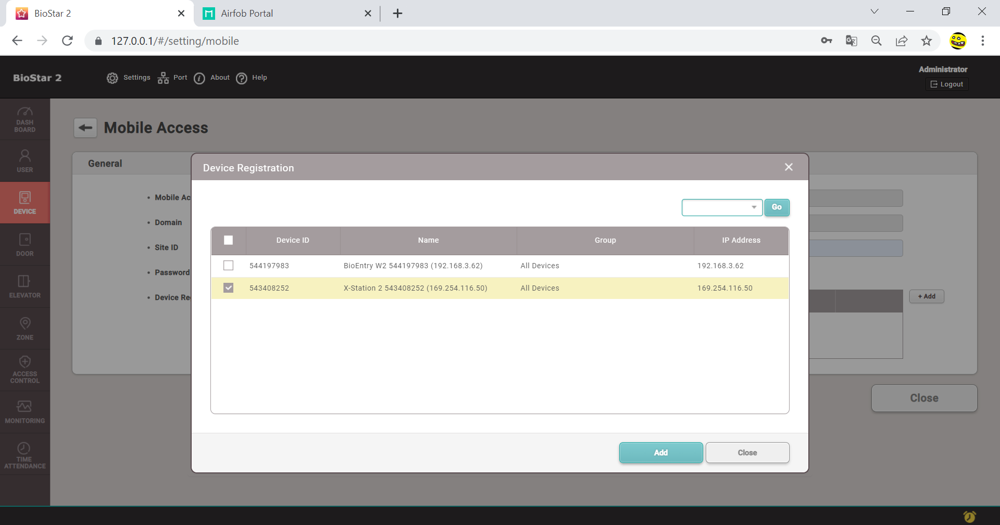 BioStar 2
Airfob Portal
127.0.0.1/#/setting/mobile
BioStar 2
Settings
Port
About
Help
Administrator
Logout
DASH
BOARD
USER
DEVICE
DOOR
ELEVATOR
ZONE
ACCESS
CONTROL
MONITORING
TIME
ATTENDANCE
Mobile Access
General
• Mobile Ac
• Domain
• Site ID
• Password
• Device Re
+ Add
Close
Device Registration
Go
Device ID Name Group IP Address
544197983 BioEntry W2 544197983 (192.168.3.62) All Devices 192.168.3.62
543408252 X-Station 2 543408252 (169.254.116.50) All Devices 169.254.116.50
Add
Close